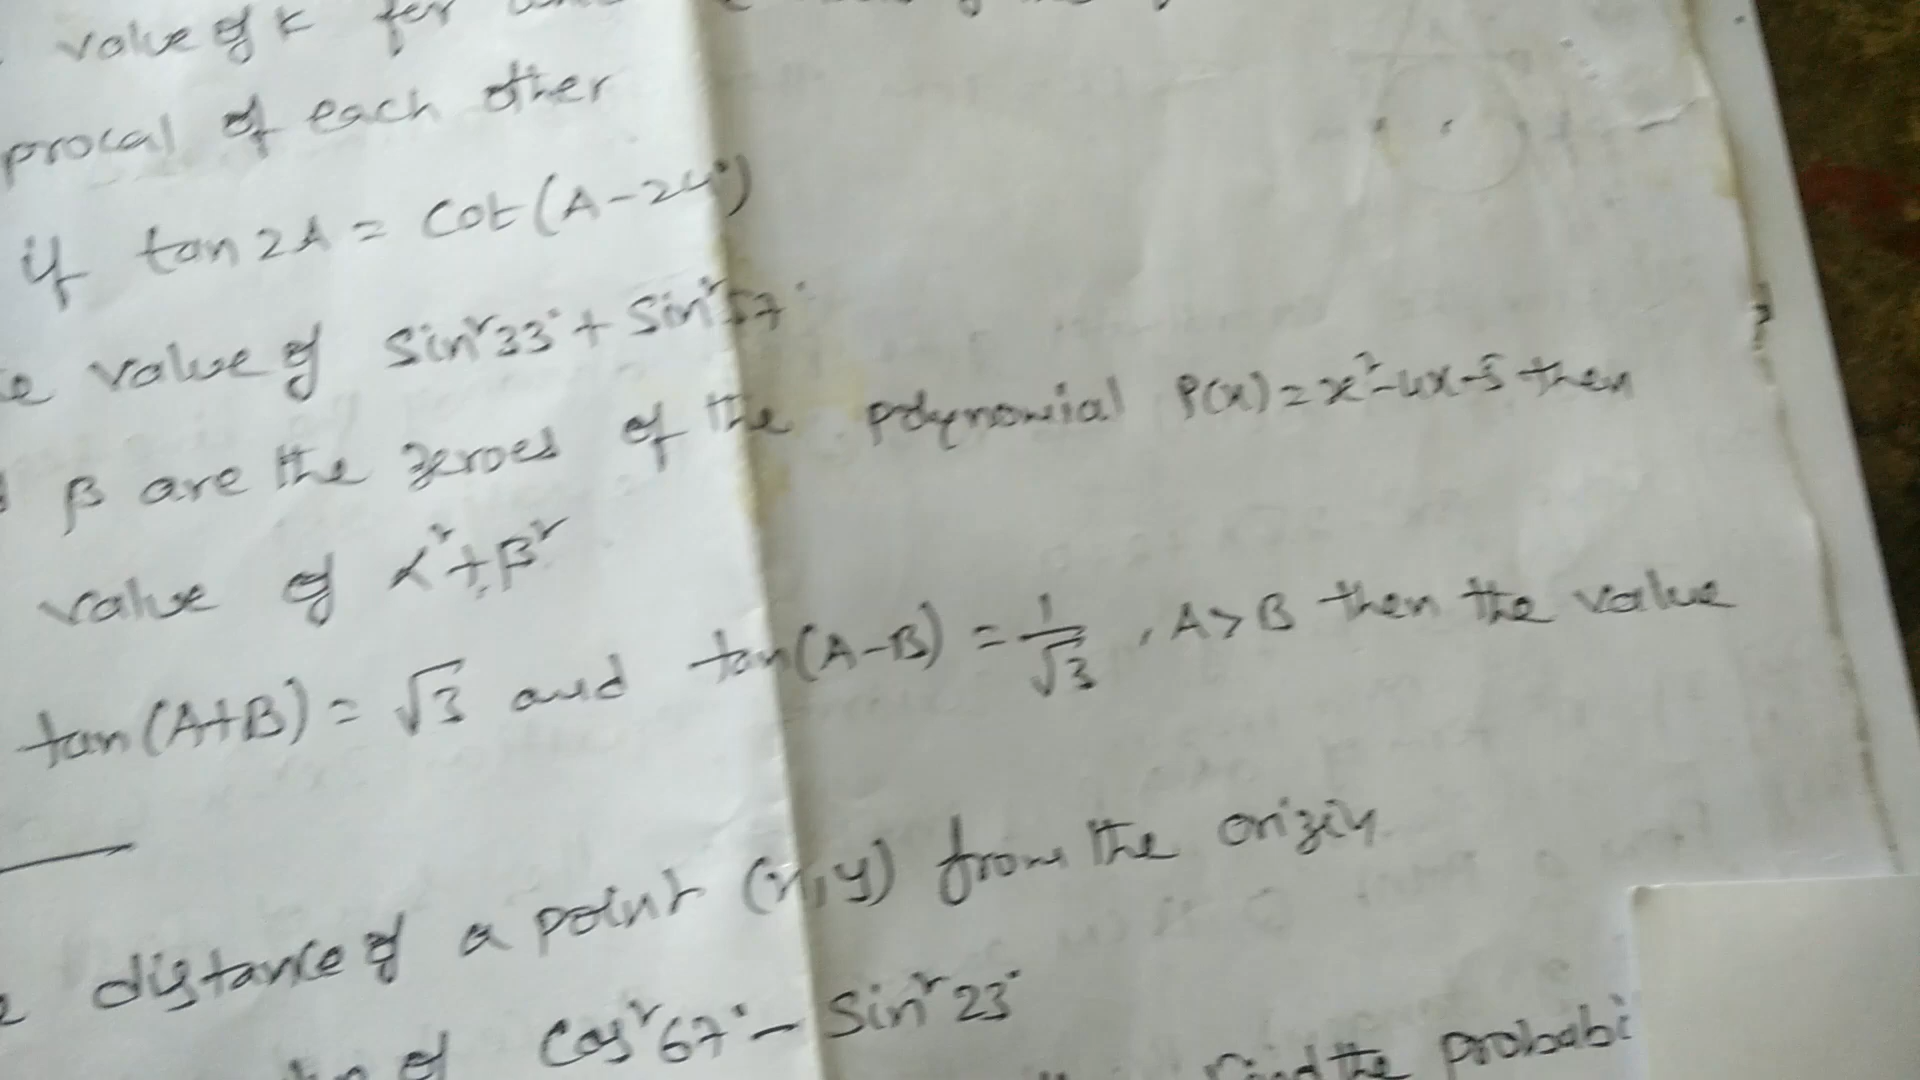 value of k for
procal of each other
if tan 2A = cot (A-24°)
value of sin²33° + sin²57°
β are the zeroes of the polynomial P(x) = x²-4x-5 then
value of α²+β²
tan (A+B) = √3 and tan (A-B) = 1/√3, A>B then the value
distance of a point (x,y) from the origin
of cos²67° - sin²23°
find the probabi